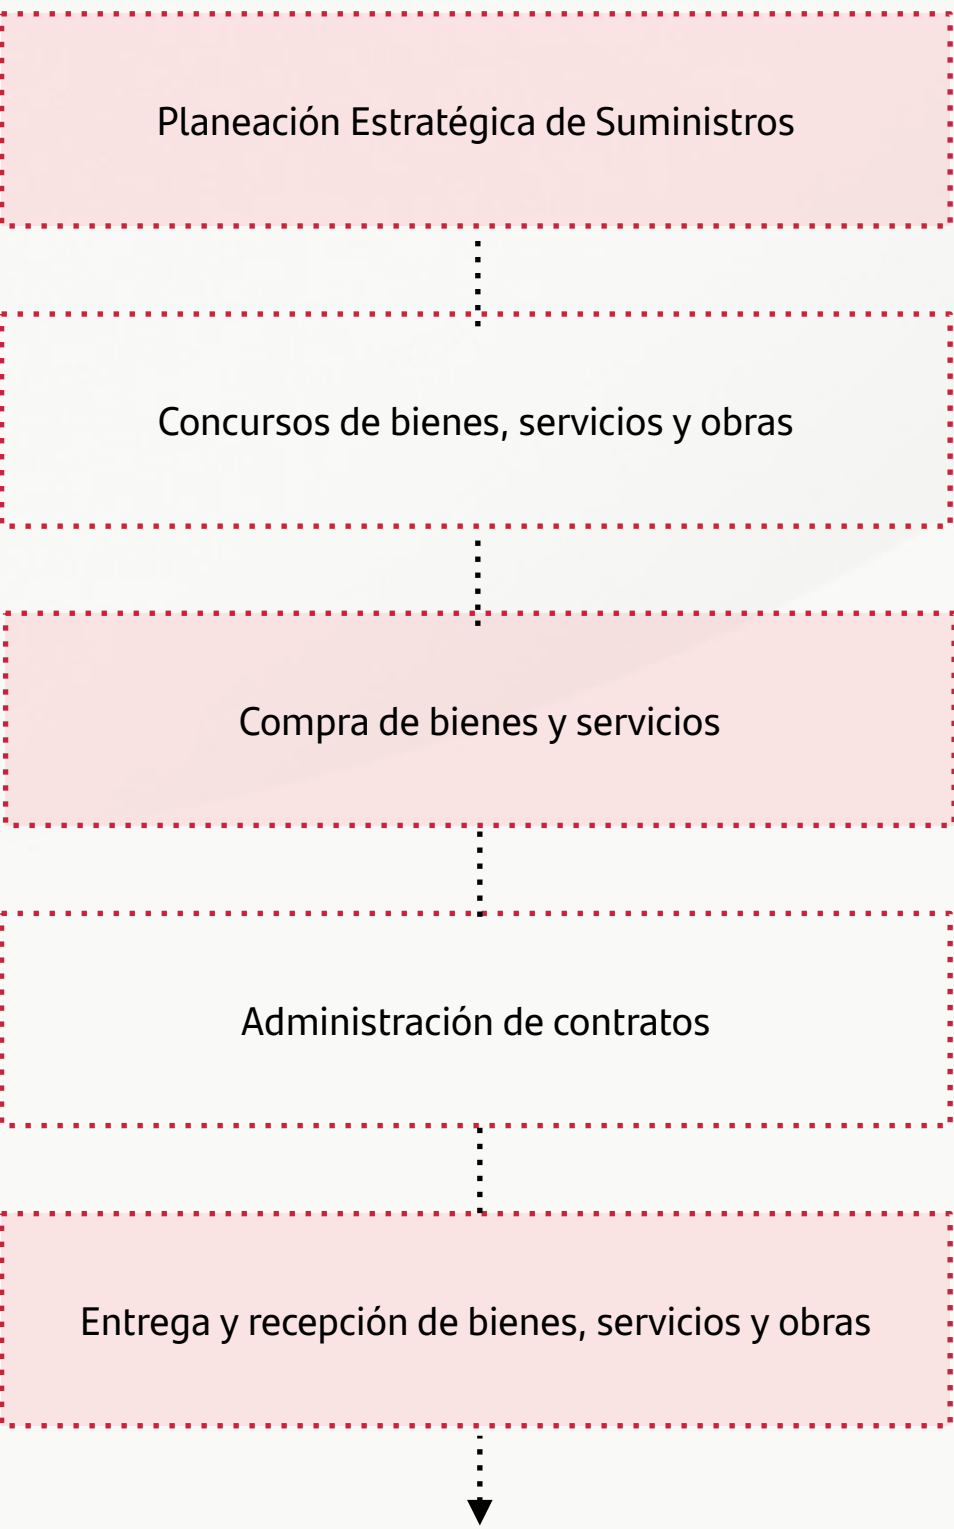 Planeación Estratégica de Suministros
Concursos de bienes, servicios y obras
Compra de bienes y servicios
Administración de contratos
Entrega y recepción de bienes, servicios y obras